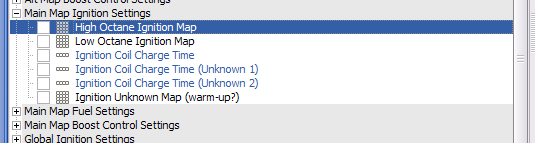 Alt Map Boost Control Settings
Main Map Ignition Settings
High Octane Ignition Map
Low Octane Ignition Map
Ignition Coil Charge Time
Ignition Coil Charge Time (Unknown 1)
Ignition Coil Charge Time (Unknown 2)
Ignition Unknown Map (warm-up?)
Main Map Fuel Settings
Main Map Boost Control Settings
Global Ignition Settings